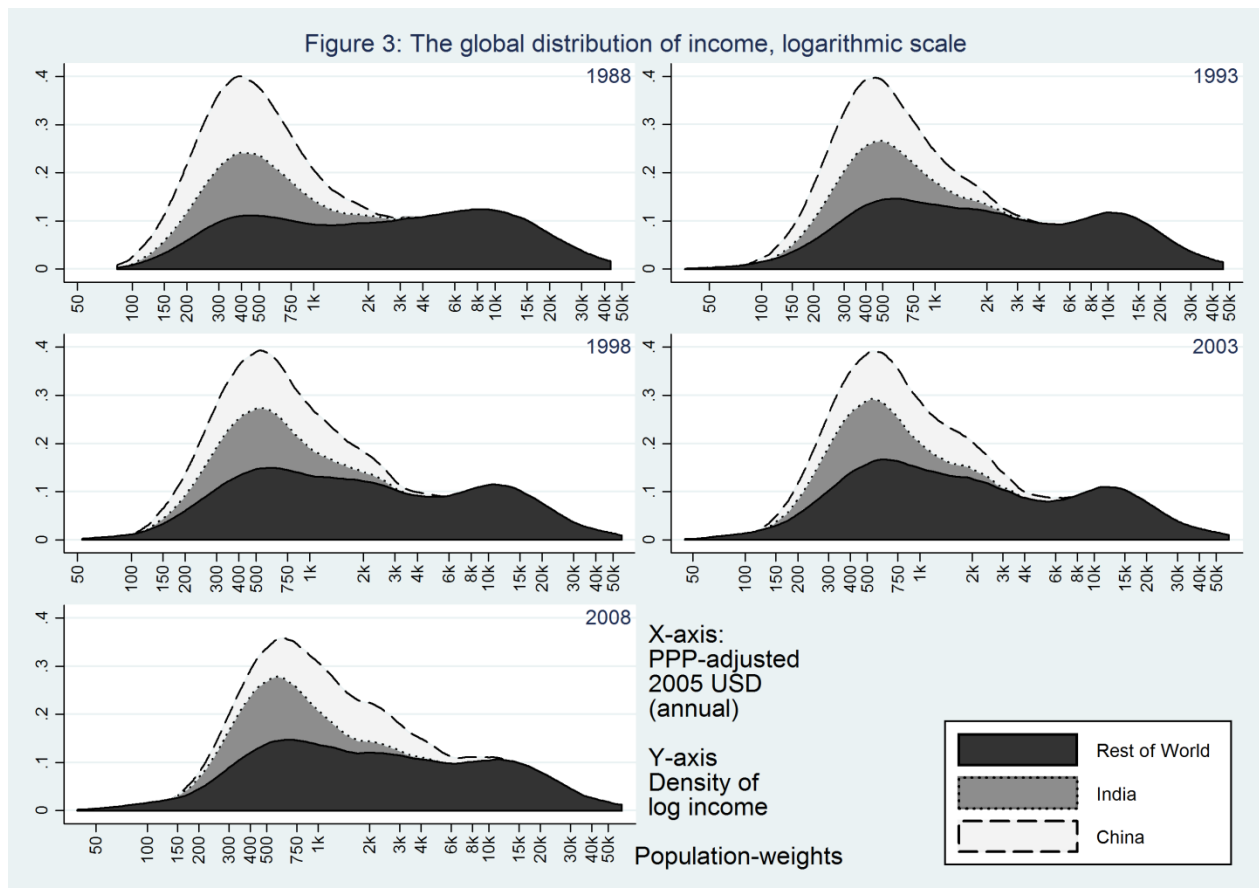 Figure 3: The global distribution of income, logarithmic scale
1988
.4
.3
.2
.1
0
50 100 150 200 300 400 500 750 1k 2k 3k 4k 6k 8k 10k 15k 20k 30k 40k 50k
1993
.4
.3
.2
.1
0
50 100 150 200 300 400 500 750 1k 2k 3k 4k 6k 8k 10k 15k 20k 30k 40k 50k
1998
.4
.3
.2
.1
0
50 100 150 200 300 400 500 750 1k 2k 3k 4k 6k 8k 10k 15k 20k 30k 40k 50k
2003
.4
.3
.2
.1
0
50 100 150 200 300 400 500 750 1k 2k 3k 4k 6k 8k 10k 15k 20k 30k 40k 50k
2008
.4
.3
.2
.1
0
50 100 150 200 300 400 500 750 1k 2k 3k 4k 6k 8k 10k 15k 20k 30k 40k 50k
X-axis:
PPP-adjusted
2005 USD
(annual)
Y-axis
Density of
log income
Population-weights
Rest of World
India
China